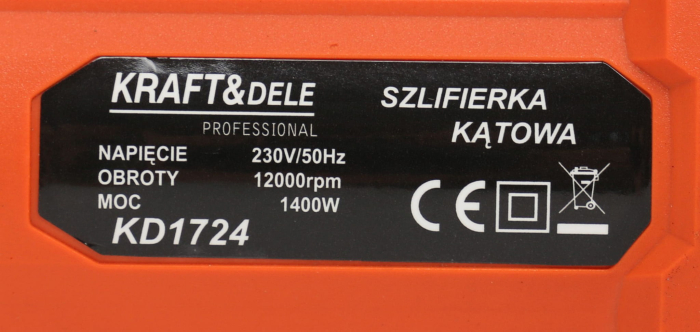 KRAFT&DELE
PROFESSIONAL
SZLIFIERKA
KĄTOWA
NAPIĘCIE 230V/50Hz
OBROTY 12000rpm
MOC 1400W
KD1724
CE